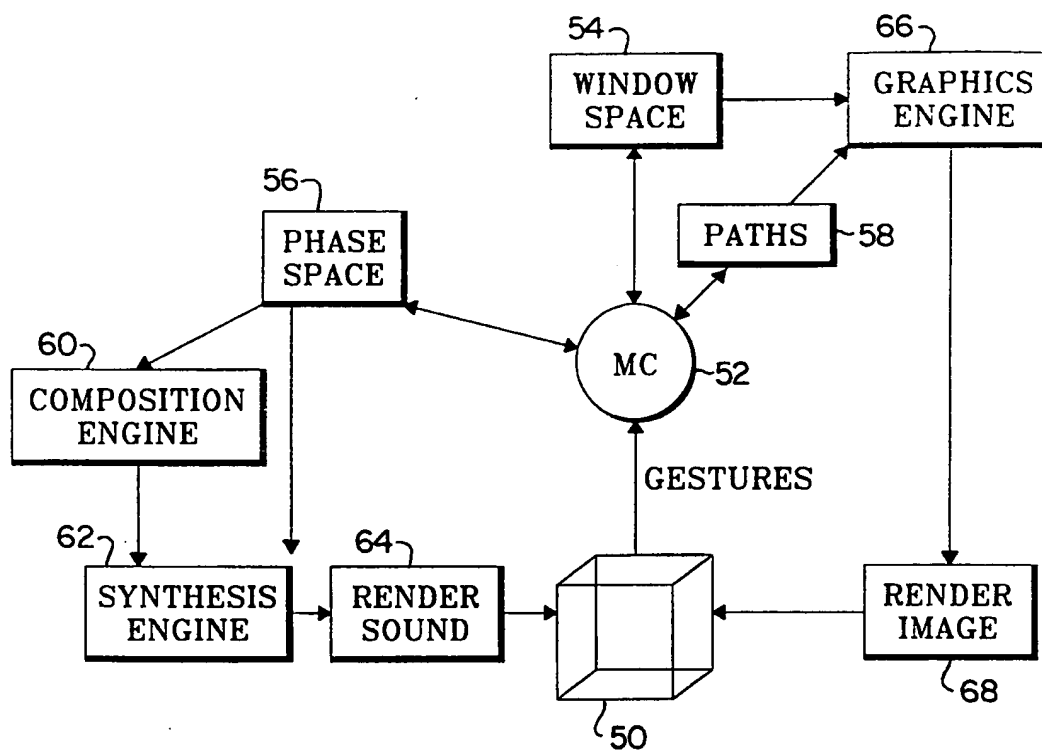 54
66
WINDOW
SPACE
GRAPHICS
ENGINE
56
PHASE
SPACE
PATHS
58
60
COMPOSITION
ENGINE
MC
52
GESTURES
62
64
SYNTHESIS
ENGINE
RENDER
SOUND
RENDER
IMAGE
50
68